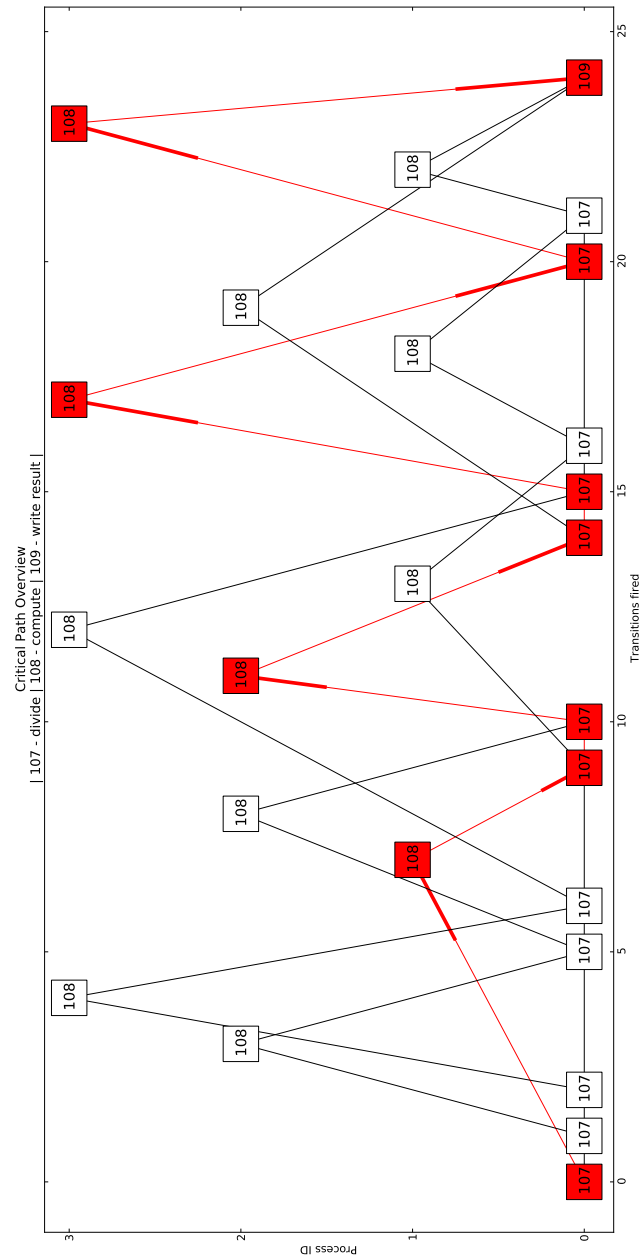 Critical Path Overview
| 107 - divide | 108 - compute | 109 - write result |
Process ID
3
108 108 108 108
2
108 108 108 108
1
108 108 108 108
0
107 107 107 107 107 107 107 107 107 107 107 107 109
0 5 10 15 20 25
Transitions fired